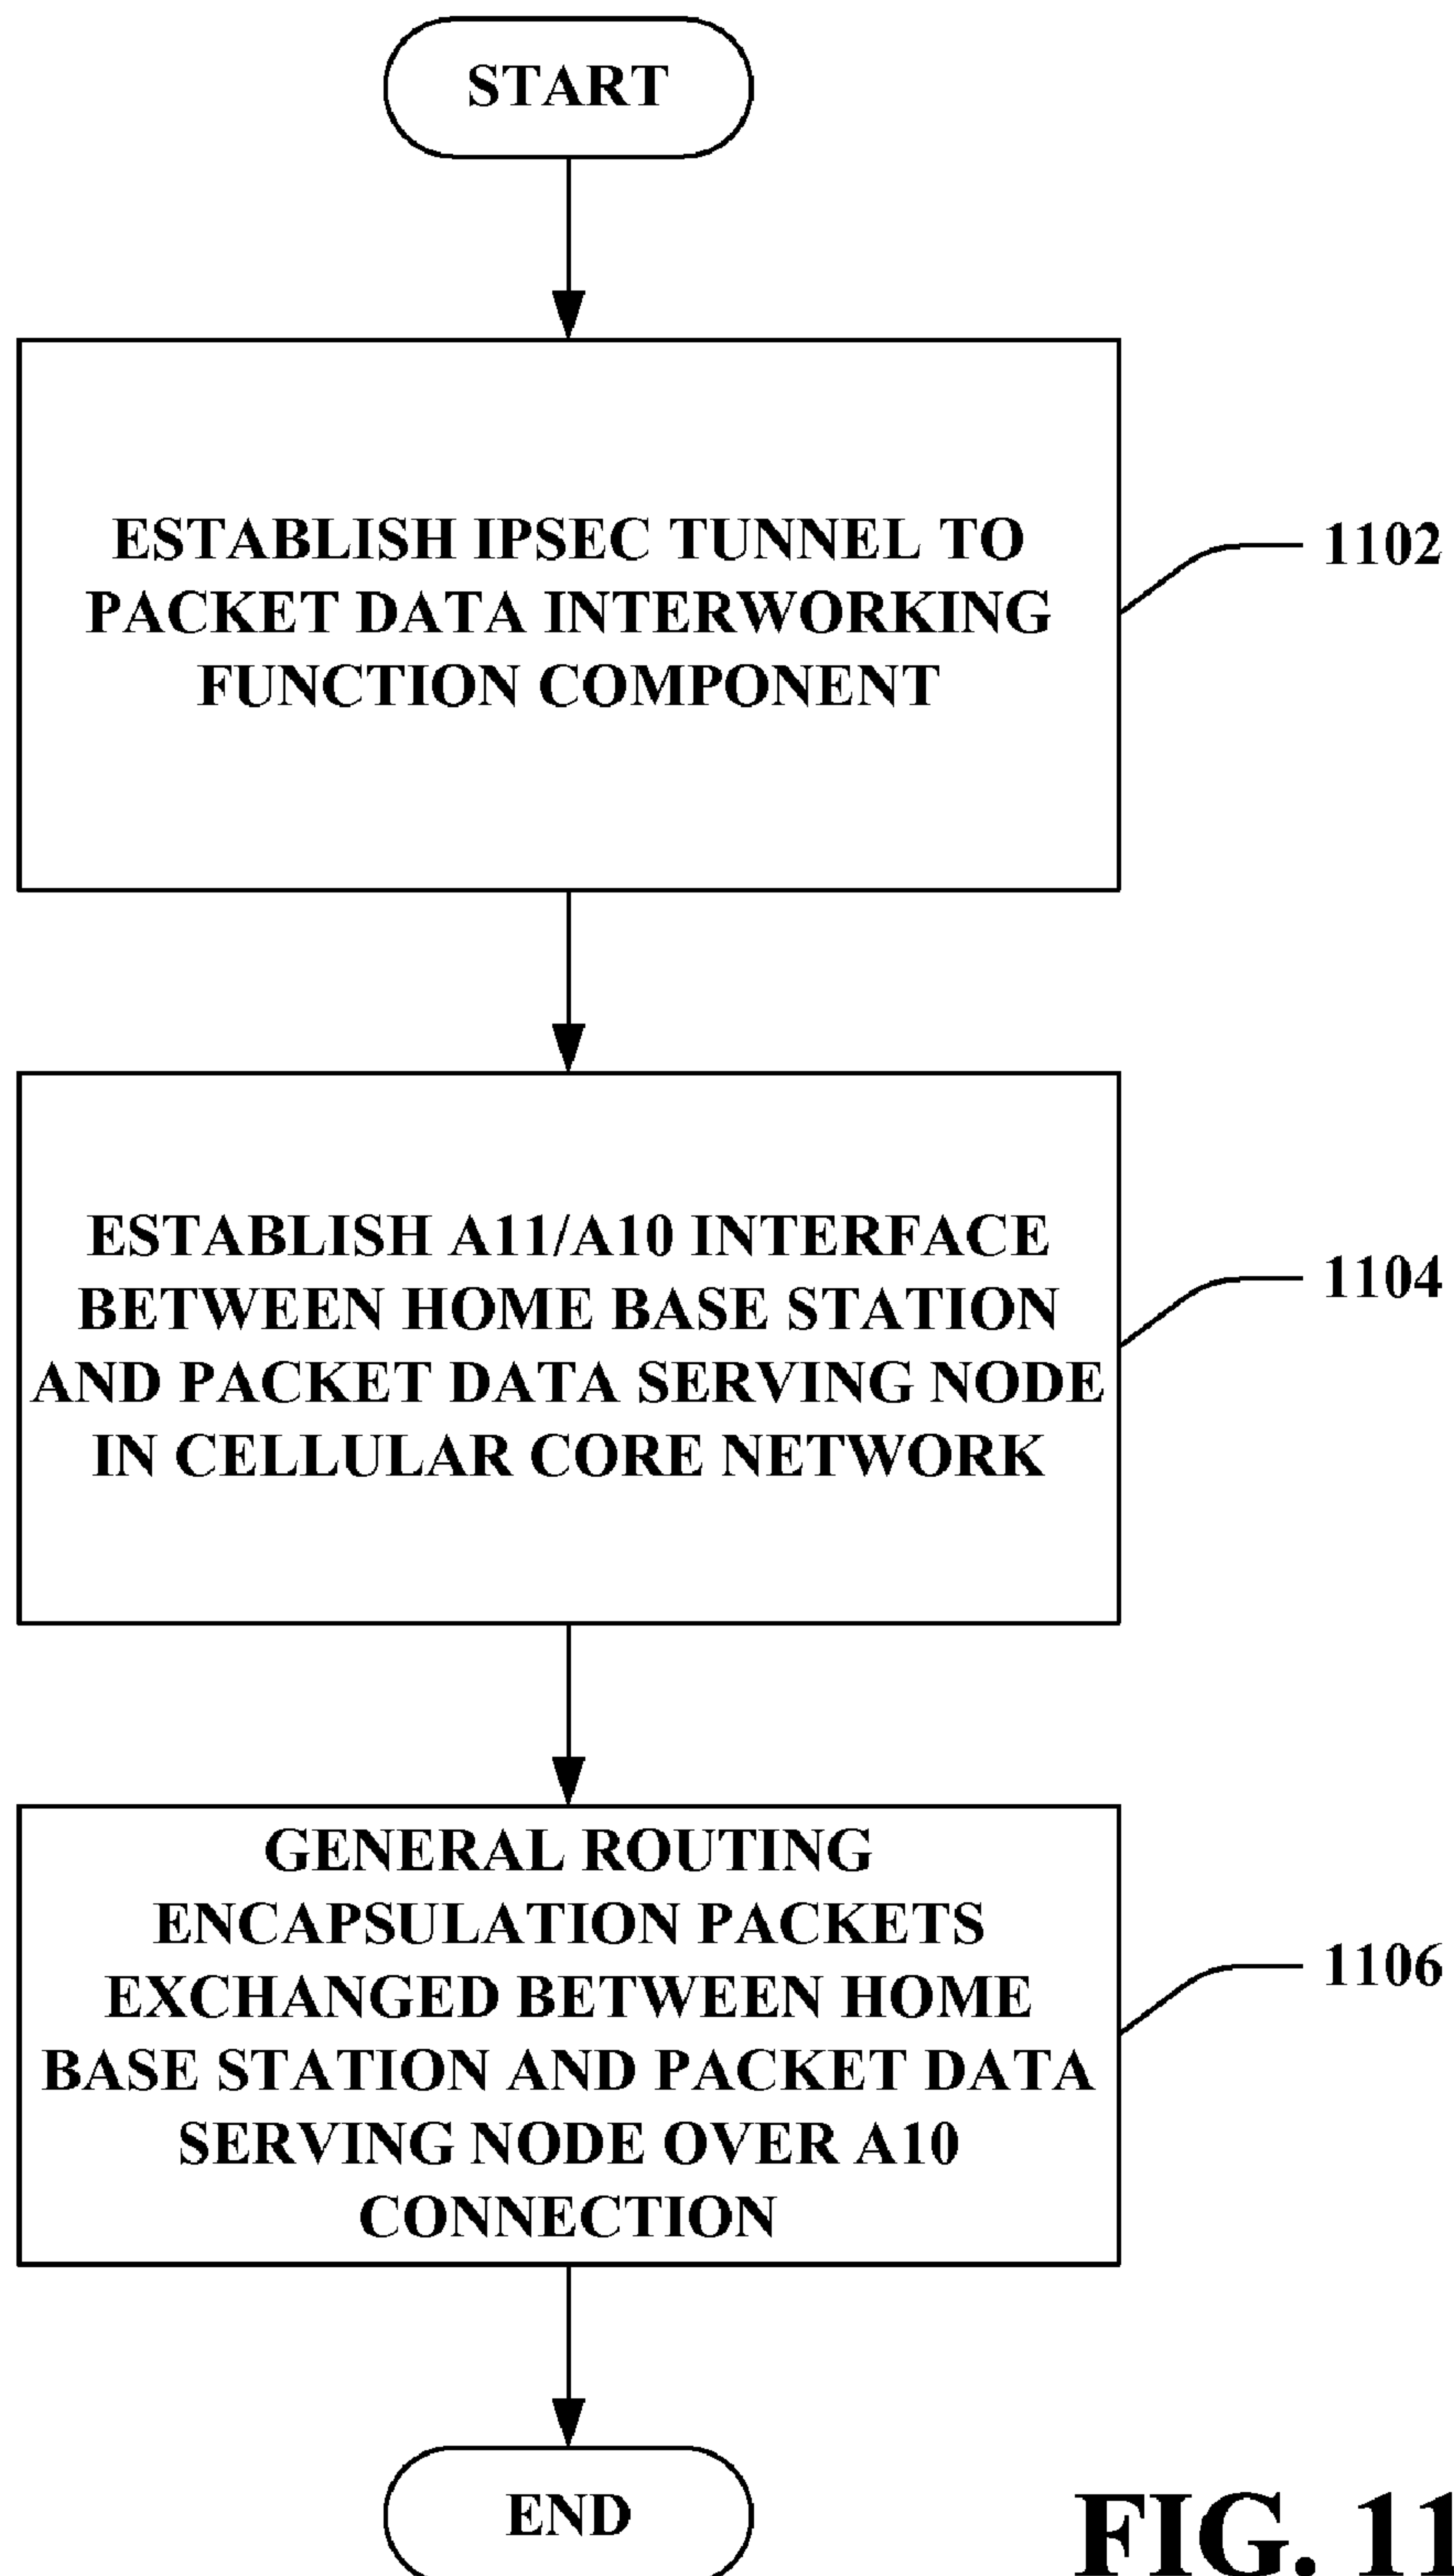 START
ESTABLISH IPSEC TUNNEL TO
PACKET DATA INTERWORKING
FUNCTION COMPONENT
1102
ESTABLISH A11/A10 INTERFACE
BETWEEN HOME BASE STATION
AND PACKET DATA SERVING NODE
IN CELLULAR CORE NETWORK
1104
GENERAL ROUTING
ENCAPSULATION PACKETS
EXCHANGED BETWEEN HOME
BASE STATION AND PACKET DATA
SERVING NODE OVER A10
CONNECTION
1106
END
FIG. 11